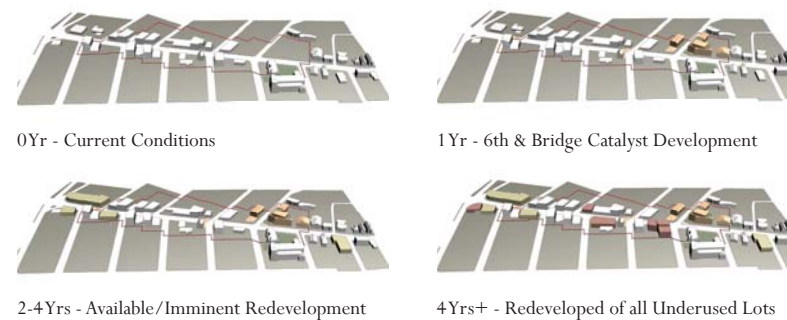 0Yr - Current Conditions
1Yr - 6th & Bridge Catalyst Development
2-4Yrs - Available/Imminent Redevelopment
4Yrs+ - Redeveloped of all Underused Lots